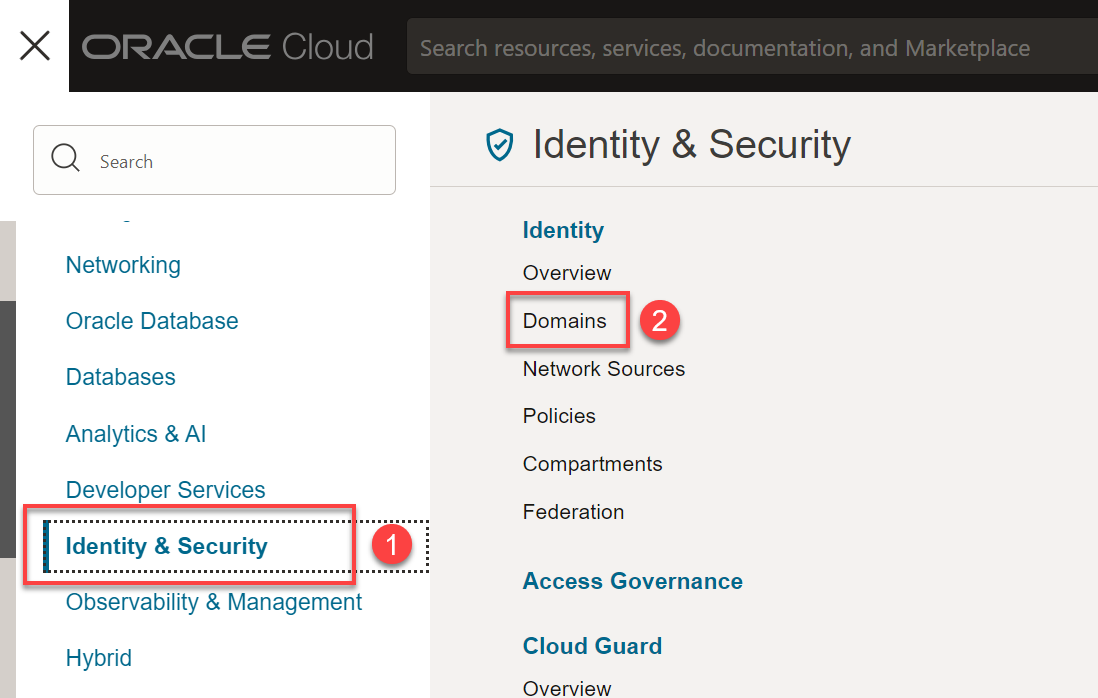 ORACLE Cloud
Search resources, services, documentation, and Marketplace
Search
Networking
Oracle Database
Databases
Analytics & AI
Developer Services
Identity & Security
1
Observability & Management
Hybrid
Identity & Security
Identity
Overview
Domains
2
Network Sources
Policies
Compartments
Federation
Access Governance
Cloud Guard
Overview